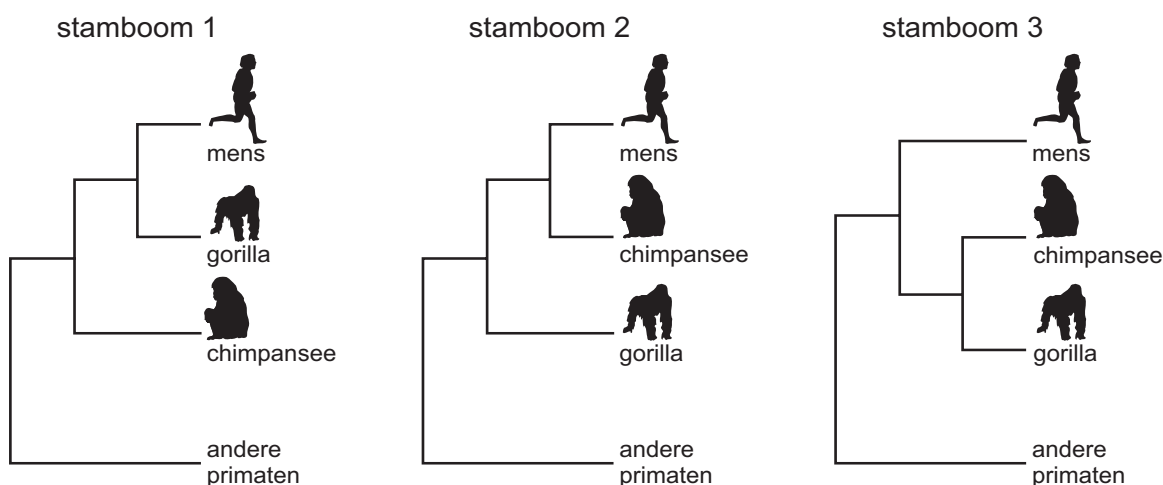 stamboom 1
mens
gorilla
chimpansee
andere
primaten
stamboom 2
mens
chimpansee
gorilla
andere
primaten
stamboom 3
mens
chimpansee
gorilla
andere
primaten